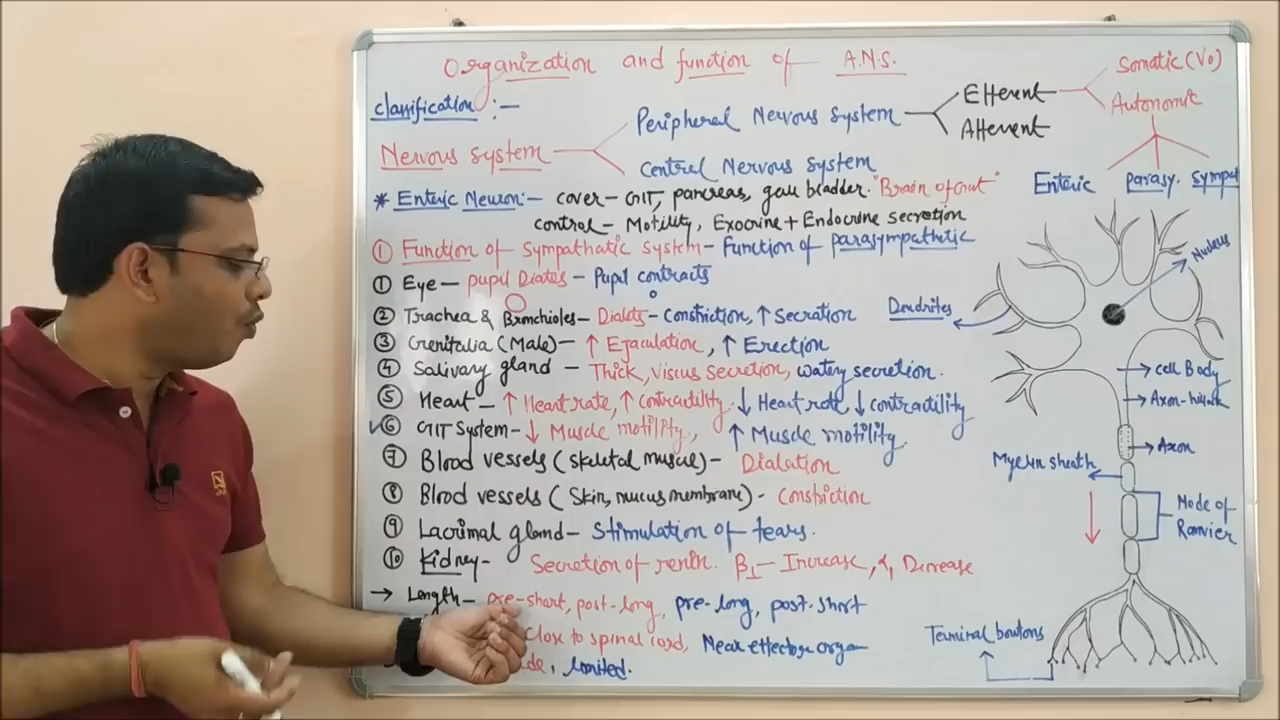 Organization and function of A.N.S.
Classification :-
Nervous system
Peripheral Nervous system
Central Nervous system
Efferent
Afferent
Somatic (Vo)
Autonomic
Enteric parasy. sympat
* Enteric Neuron:- cover - GIT, pancreas, gall bladder. "Brain of Gut"
control - Motility, Exocrine + Endocrine secretion
① Function of sympathatic system - Function of parasympathetic
① Eye - pupil Diates - Pupil contracts
② Trachea & Bronchioles - Dialets - Constriction, ↑ Secration
③ Genitalia (Male) - ↑ Ejaculation, ↑ Erection
④ Salivary gland - Thick, viscus secretion, watery secretion.
⑤ Heart - ↑ Heart rate, ↑ contractility ↓ Heart rate, ↓ contractility
⑥ GIT System - ↓ Muscle motility, ↑ Muscle motility.
⑦ Blood vessels (skeletal muscle) - Dialation
⑧ Blood vessels (Skin, mucus membrane) - Constriction
⑨ Lacrimal gland - Stimulation of tears.
⑩ Kidney - Secretion of renin. β1 - Increase, α1 Decrease
→ Length - pre-short, post-long, pre-long, post-short
Close to spinal cord, Near effector organ
limited.
Nucleus
Dendrites
cell Body
Axon-hillock
Axon
Myelin sheath
Node of
Ranvier
Terminal boutons